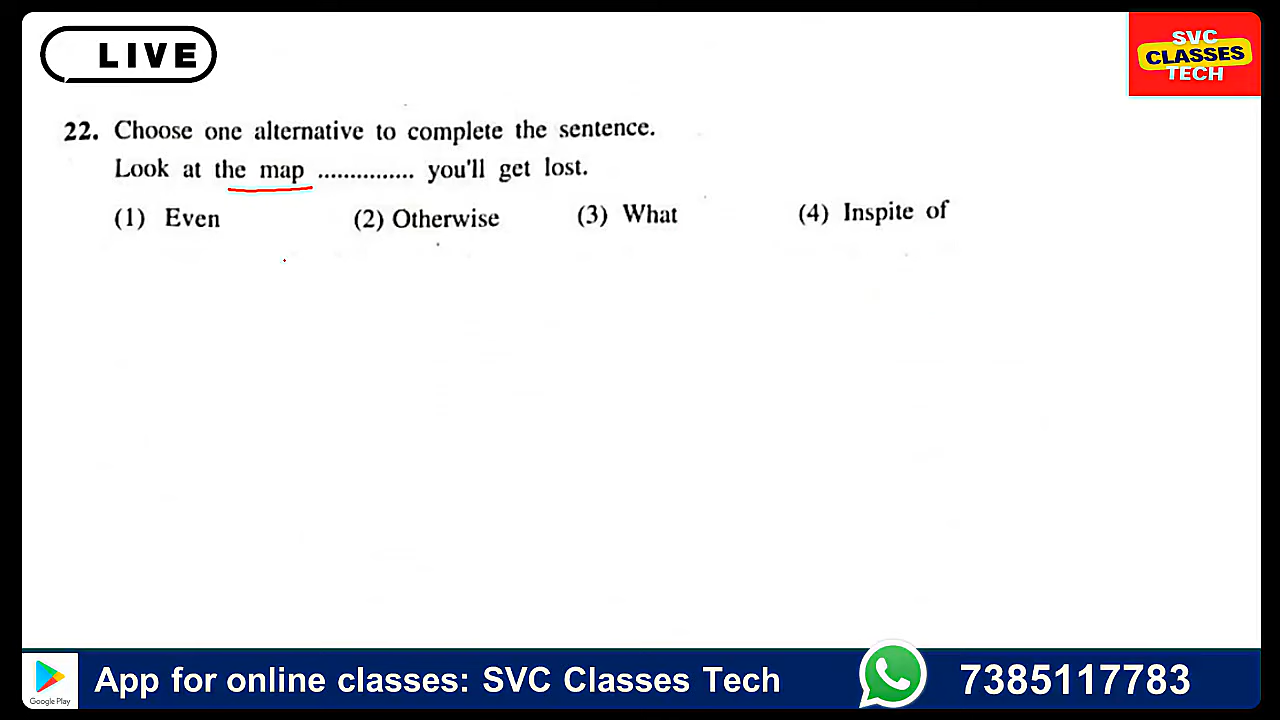 LIVE
SVC
CLASSES
TECH
22. Choose one alternative to complete the sentence.
Look at the map ............... you'll get lost.
(1) Even (2) Otherwise (3) What (4) Inspite of
Google Play
App for online classes: SVC Classes Tech
7385117783